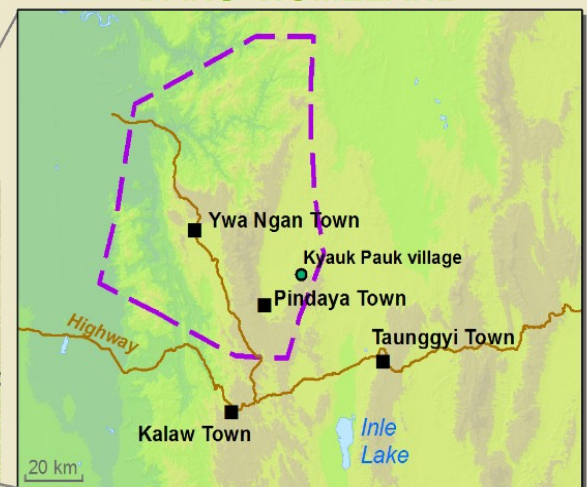 Ywa Ngan Town
Kyauk Pauk village
Pindaya Town
Highway
Taunggyi Town
Kalaw Town
Inle
Lake
20 km